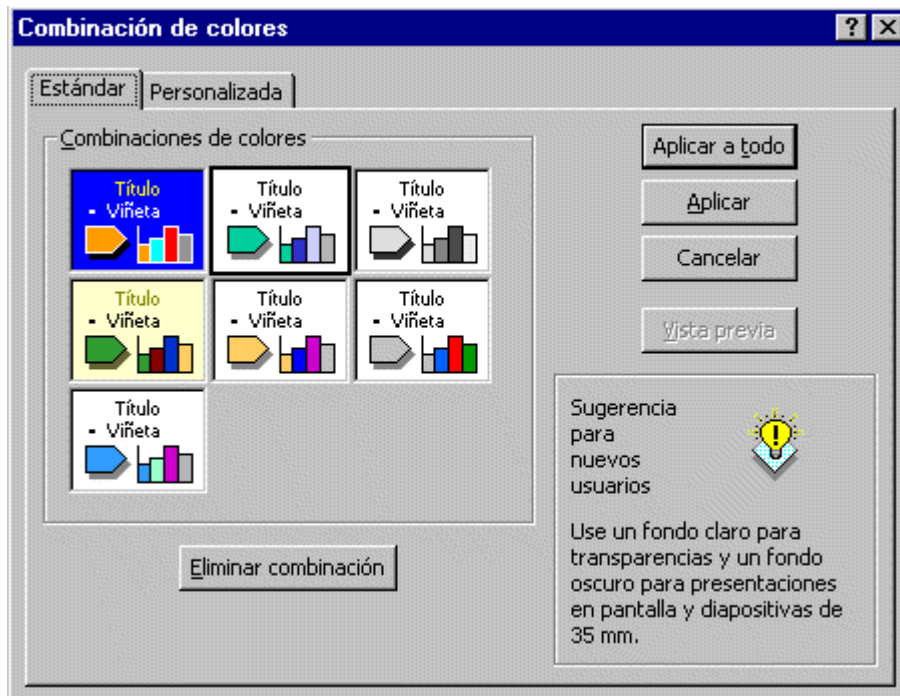 Combinación de colores
Estándar
Personalizada
Combinaciones de colores
Título
- Viñeta
Título
- Viñeta
Título
- Viñeta
Título
- Viñeta
Título
- Viñeta
Título
- Viñeta
Título
- Viñeta
Eliminar combinación
Aplicar a todo
Aplicar
Cancelar
Vista previa
Sugerencia
para
nuevos
usuarios
Use un fondo claro para
transparencias y un fondo
oscuro para presentaciones
en pantalla y diapositivas de
35 mm.